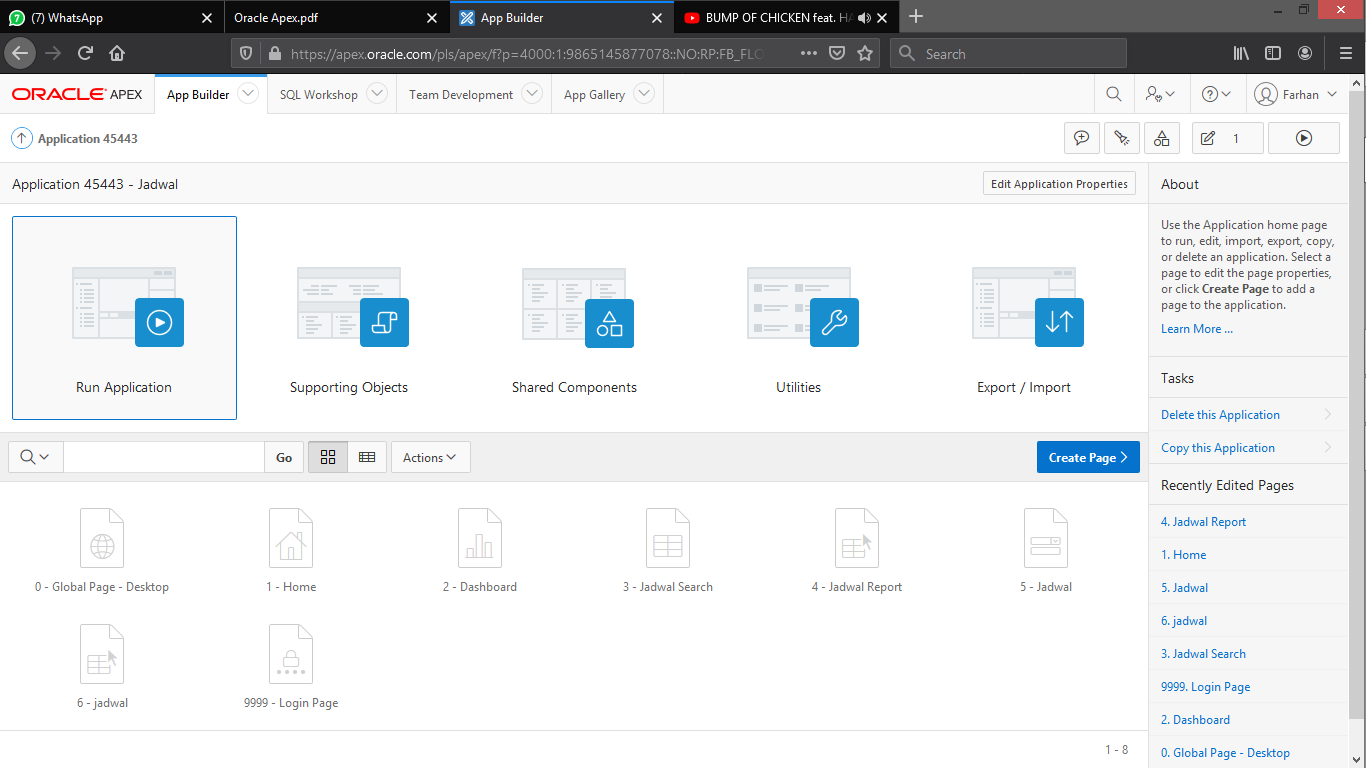 (7) WhatsApp
Oracle Apex.pdf
App Builder
BUMP OF CHICKEN feat. HA
https://apex.oracle.com/pls/apex/f?p=4000:1:9865145877078::NO:RP:FB_FLO
Search
ORACLE APEX
App Builder
SQL Workshop
Team Development
App Gallery
Farhan
Application 45443
1
Application 45443 - Jadwal
Edit Application Properties
Run Application
Supporting Objects
Shared Components
Utilities
Export / Import
Go
Actions
Create Page
0 - Global Page - Desktop
1 - Home
2 - Dashboard
3 - Jadwal Search
4 - Jadwal Report
5 - Jadwal
6 - jadwal
9999 - Login Page
1 - 8
About
Use the Application home page
to run, edit, import, export, copy,
or delete an application. Select a
page to edit the page properties,
or click Create Page to add a
page to the application.
Learn More ...
Tasks
Delete this Application
Copy this Application
Recently Edited Pages
4. Jadwal Report
1. Home
5. Jadwal
6. jadwal
3. Jadwal Search
9999. Login Page
2. Dashboard
0. Global Page - Desktop